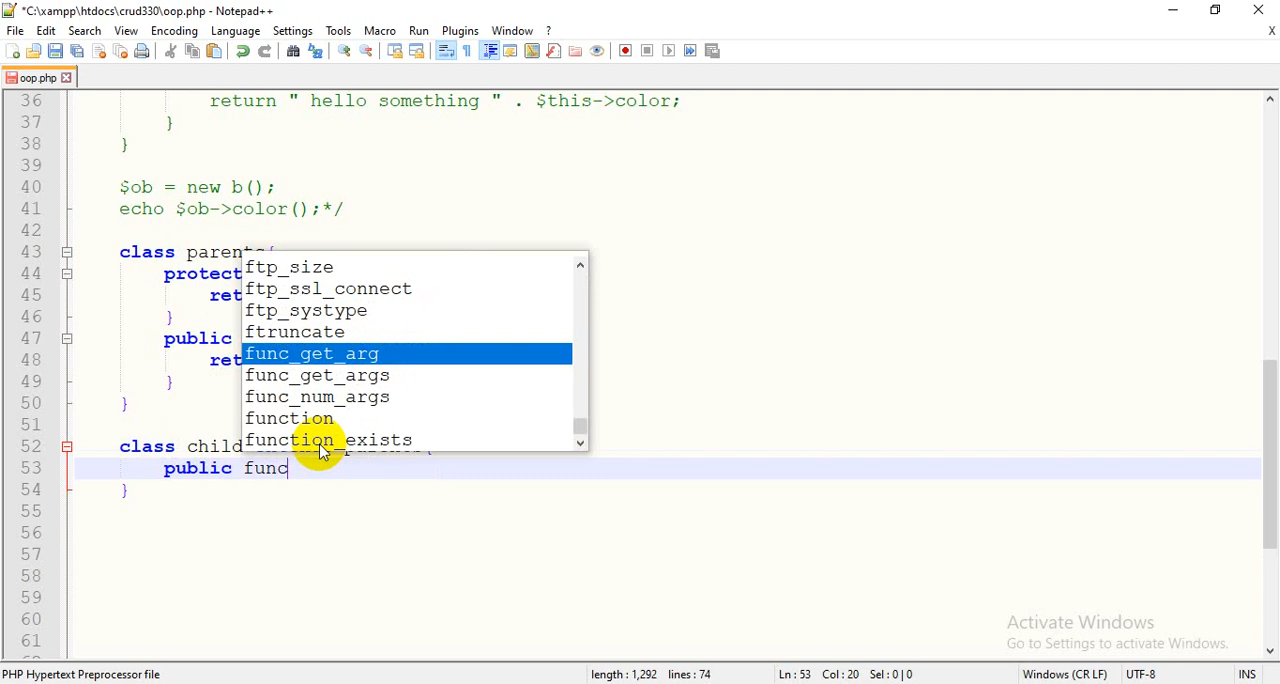 *C:\xampp\htdocs\crud330\oop.php - Notepad++
File Edit Search View Encoding Language Settings Tools Macro Run Plugins Window ? X
oop.php
36 return " hello something " . $this->color;
37 }
38 }
39
40 $ob = new b();
41 echo $ob->color();*/
42
43 class parents{
44 protect
45 ret
46 }
47 public
48 ret
49 }
50 }
51
52 class child
53 public func
54 }
55
56
57
58
59
60
61
ftp_size
ftp_ssl_connect
ftp_systype
ftruncate
func_get_arg
func_get_args
func_num_args
function
function_exists
Activate Windows
Go to Settings to activate Windows.
PHP Hypertext Preprocessor file length : 1,292 lines : 74 Ln : 53 Col : 20 Sel : 0 | 0 Windows (CR LF) UTF-8 INS